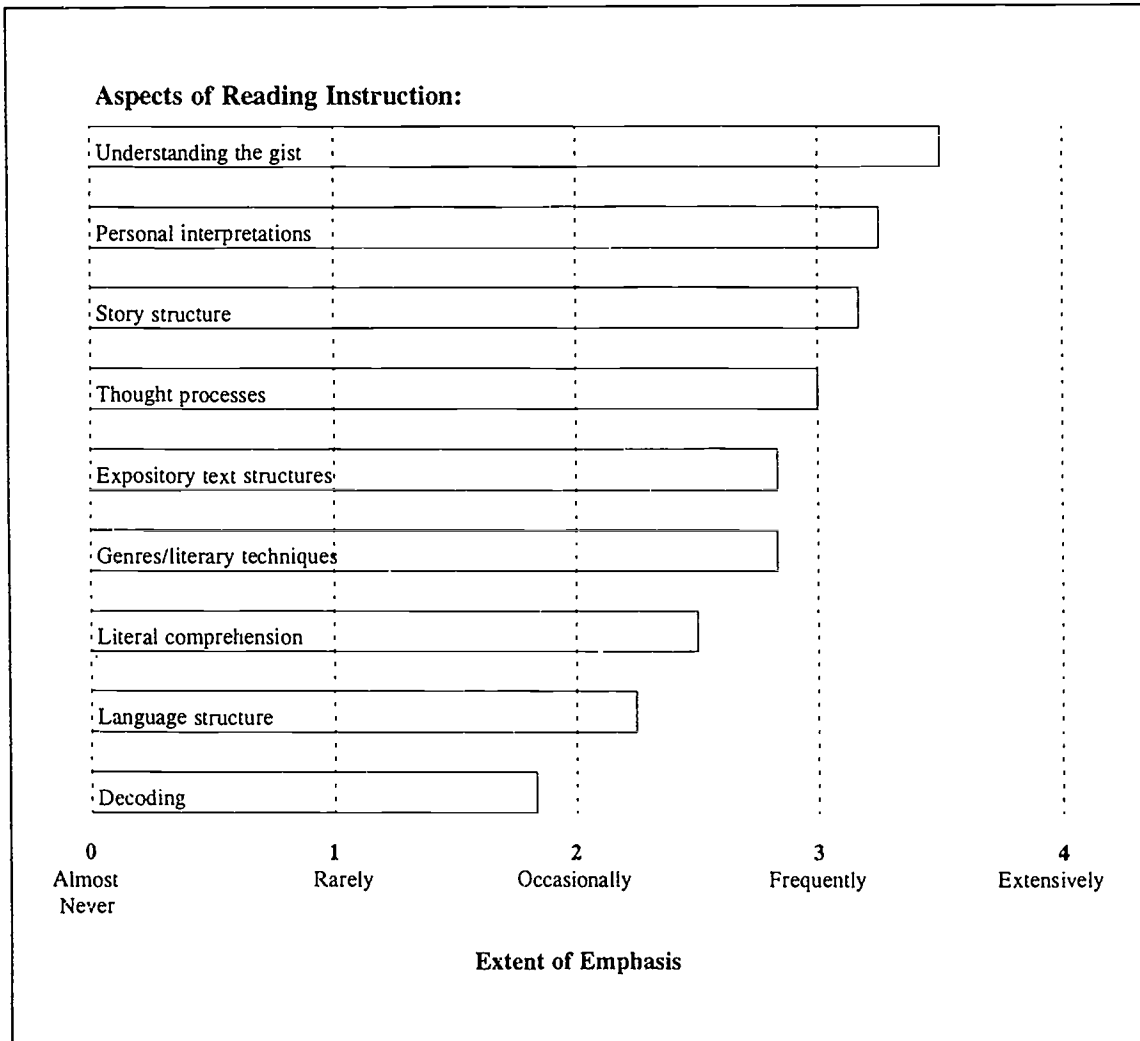 Aspects of Reading Instruction:
Understanding the gist
Personal interpretations
Story structure
Thought processes
Expository text structures
Genres/literary techniques
Literal comprehension
Language structure
Decoding
0 1 2 3 4
Almost Rarely Occasionally Frequently Extensively
Never
Extent of Emphasis